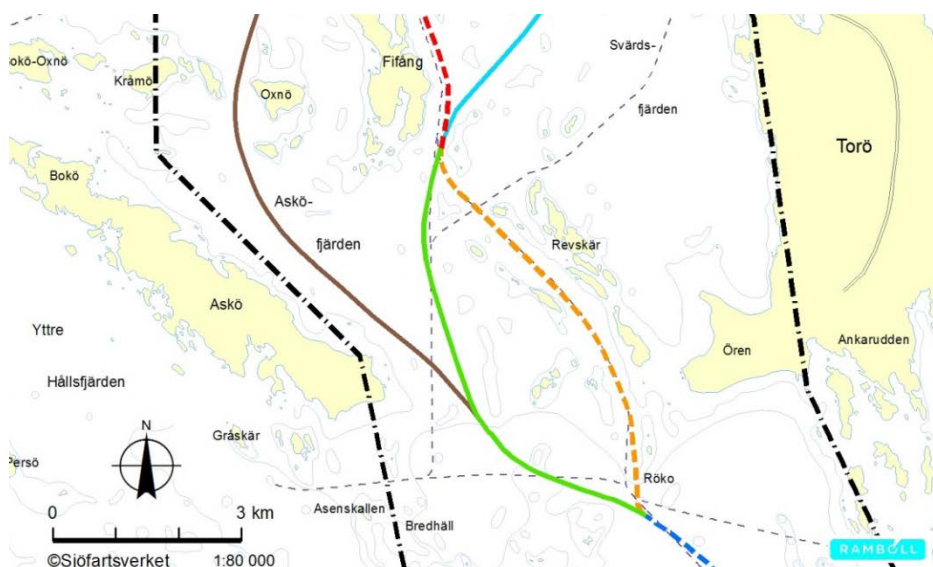 Bokö-Oxnö
Kråmö
Oxnö
Fifång
Svärds-
fjärden
Torö
Bokö
Askö-
fjärden
Revskär
Askö
Yttre
Hållsfjärden
Ören
Ankarudden
N
Gråskär
Persö
Röko
Asenskallen
Bredhäll
0 3 km
©Sjöfartsverket 1:80 000
RAMBOLL